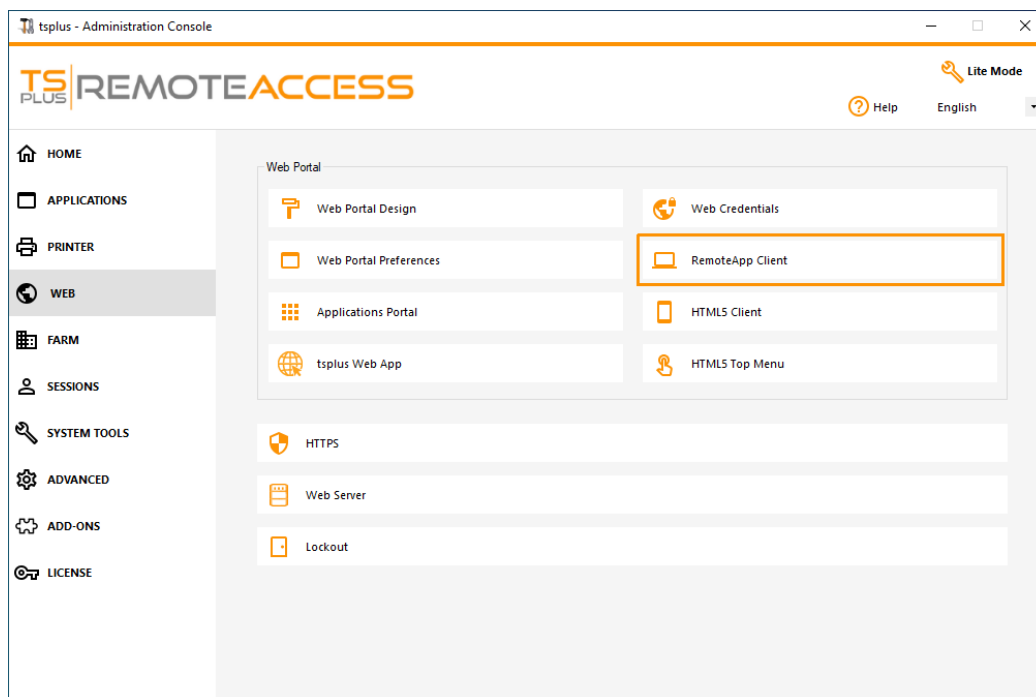 tsplus - Administration Console
TS PLUS REMOTEACCESS
Lite Mode
Help
English
HOME
APPLICATIONS
PRINTER
WEB
FARM
SESSIONS
SYSTEM TOOLS
ADVANCED
ADD-ONS
LICENSE
Web Portal
Web Portal Design
Web Credentials
Web Portal Preferences
RemoteApp Client
Applications Portal
HTML5 Client
tsplus Web App
HTML5 Top Menu
HTTPS
Web Server
Lockout